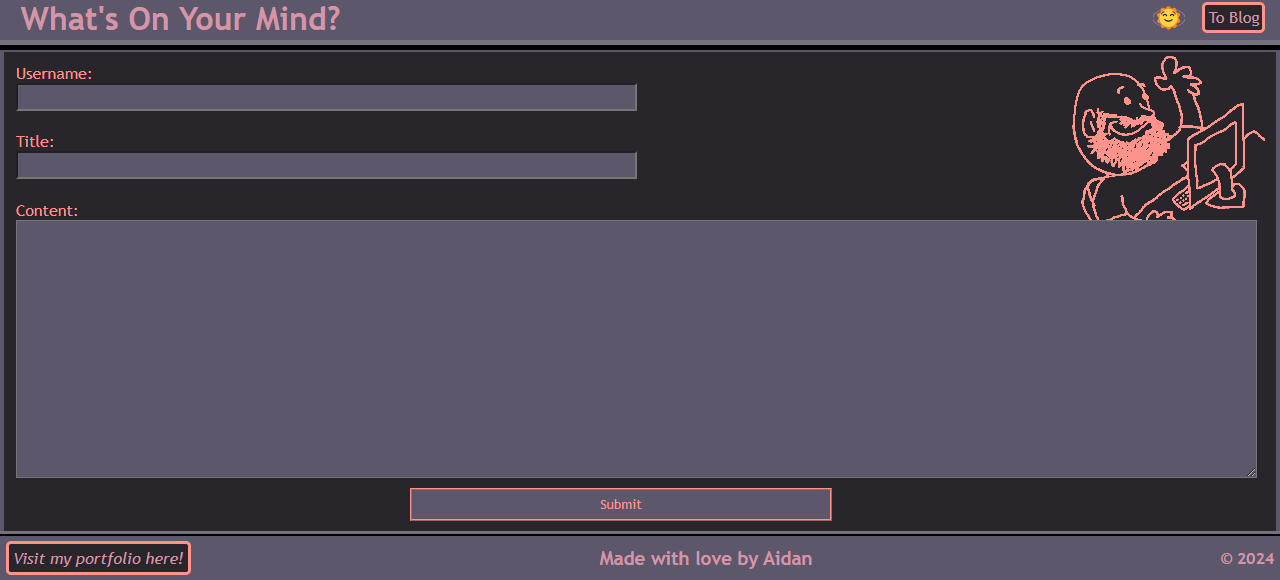 What's On Your Mind?
To Blog
Username:
Title:
Content:
Submit
Visit my portfolio here!
Made with love by Aidan
© 2024